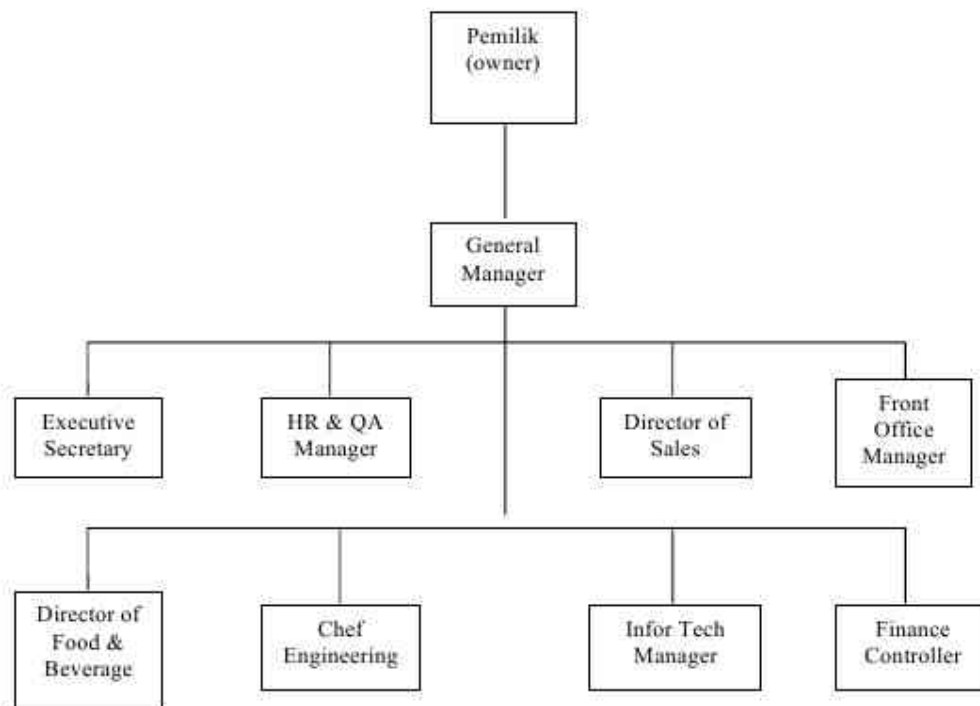 Pemilik
(owner)
General
Manager
Executive
Secretary
HR & QA
Manager
Director of
Sales
Front
Office
Manager
Director of
Food &
Beverage
Chef
Engineering
Infor Tech
Manager
Finance
Controller